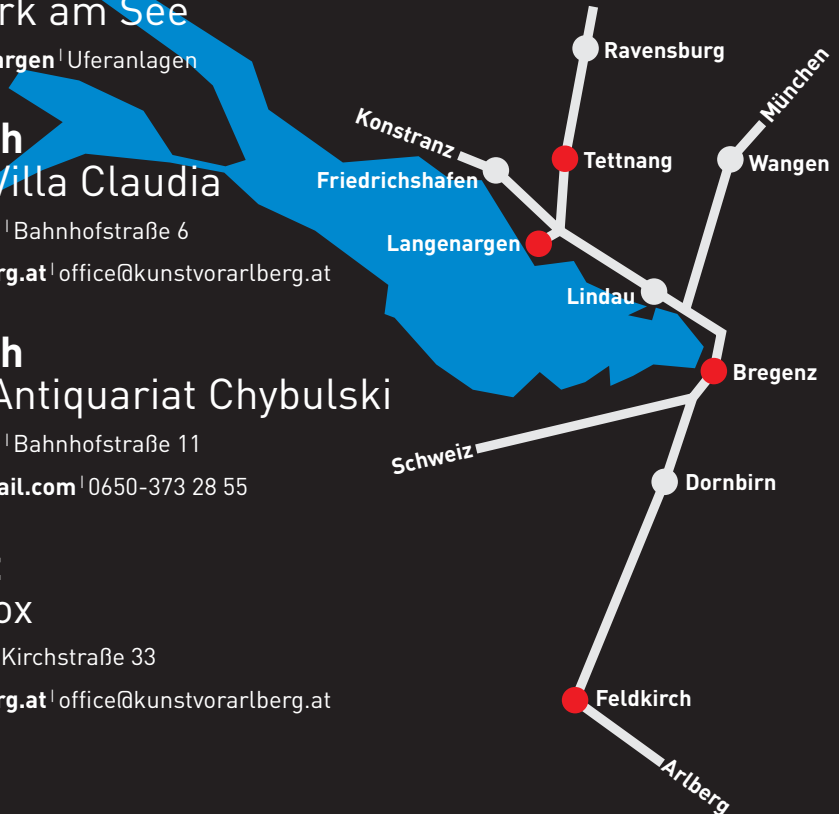 rk am See
argen | Uferanlagen
h
Villa Claudia
| Bahnhofstraße 6
rg.at | office@kunstvorarlberg.at
h
Antiquariat Chybulski
| Bahnhofstraße 11
ail.com | 0650-373 28 55
ox
Kirchstraße 33
rg.at | office@kunstvorarlberg.at
Ravensburg
München
Konstranz
Tettnang
Wangen
Friedrichshafen
Langenargen
Lindau
Bregenz
Schweiz
Dornbirn
Feldkirch
Arlberg